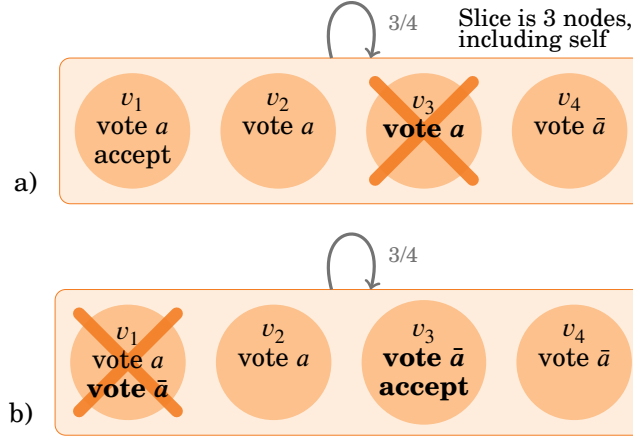 3/4
Slice is 3 nodes,
including self
v₁
vote a
accept
v₂
vote a
v₃
vote a
v₄
vote ā
a)
3/4
v₁
vote a
vote ā
v₂
vote a
v₃
vote ā
accept
v₄
vote ā
b)